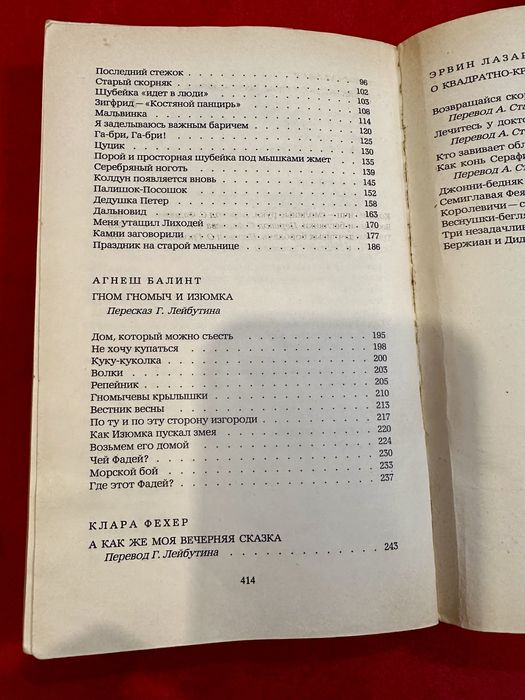 Последний стежок . . . . . . . . . . . . 96
Старый скорняк . . . . . . . . . . . . 102
Шубейка «идет в люди» . . . . . . . . . . 103
Зигфрид — «Костяной панцирь» . . . . . . . . 108
Мальвинка . . . . . . . . . . . . . . 114
Я заделываюсь важным баричем . . . . . . . . 120
Га-бри, Га-бри! . . . . . . . . . . . . 125
Цуцик . . . . . . . . . . . . . . . 130
Порой и просторная шубейка под мышками жмет . . 135
Серебряный ноготь . . . . . . . . . . . 139
Колдун появляется вновь . . . . . . . . . 145
Палишок-Посошок . . . . . . . . . . . 152
Дедушка Петер . . . . . . . . . . . . 158
Дальновид . . . . . . . . . . . . . . 163
Меня утащил Лиходей . . . . . . . . . . 170
Камни заговорили . . . . . . . . . . . 177
Праздник на старой мельнице . . . . . . . . 186
АГНЕШ БАЛИНТ
ГНОМ ГНОМЫЧ И ИЗЮМКА
Пересказ Г. Лейбутина
Дом, который можно съесть . . . . . . . . 195
Не хочу купаться . . . . . . . . . . . 198
Куку-куколка . . . . . . . . . . . . . 200
Волки . . . . . . . . . . . . . . . 203
Репейник . . . . . . . . . . . . . . 205
Гномычевы крылышки . . . . . . . . . . 210
Вестник весны . . . . . . . . . . . . 213
По ту и по эту сторону изгороди . . . . . . 217
Как Изюмка пускал змея . . . . . . . . . 220
Возьмем его домой . . . . . . . . . . . 224
Чей Фадей? . . . . . . . . . . . . . 230
Морской бой . . . . . . . . . . . . . 233
Где этот Фадей? . . . . . . . . . . . . 237
КЛАРА ФЕХЕР
А КАК ЖЕ МОЯ ВЕЧЕРНЯЯ СКАЗКА
Перевод Г. Лейбутина . . . . . . . . . . 243
414
ЭРВИН ЛАЗАР
О КВАДРАТНО-КР
Возвращайся скор
Перевод А. Ст
Лечитесь у докто
Перевод А. С
Кто завивает обл
Как конь Серафи
Перевод А. Ст
Джонни-бедняк
Семиглавая Фея
Королевичи — с
Веснушки-бегл
Три незадачлив
Бержиан и Дид